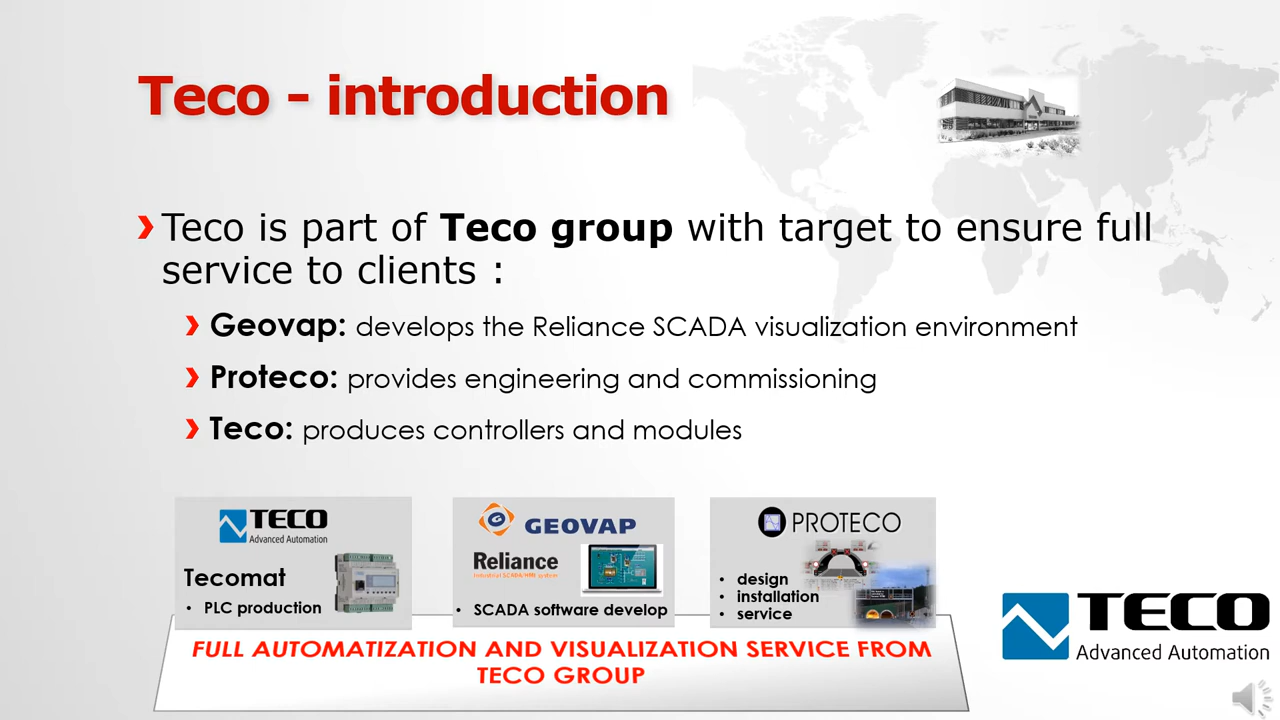 Teco - introduction
Teco is part of Teco group with target to ensure full
service to clients :
Geovap: develops the Reliance SCADA visualization environment
Proteco: provides engineering and commissioning
Teco: produces controllers and modules
TECO
Advanced Automation
Tecomat
• PLC production
GEOVAP
Reliance
Industrial SCADA/HMI system
• SCADA software develop
PROTECO
• design
• installation
• service
FULL AUTOMATIZATION AND VISUALIZATION SERVICE FROM
TECO GROUP
TECO
Advanced Automation